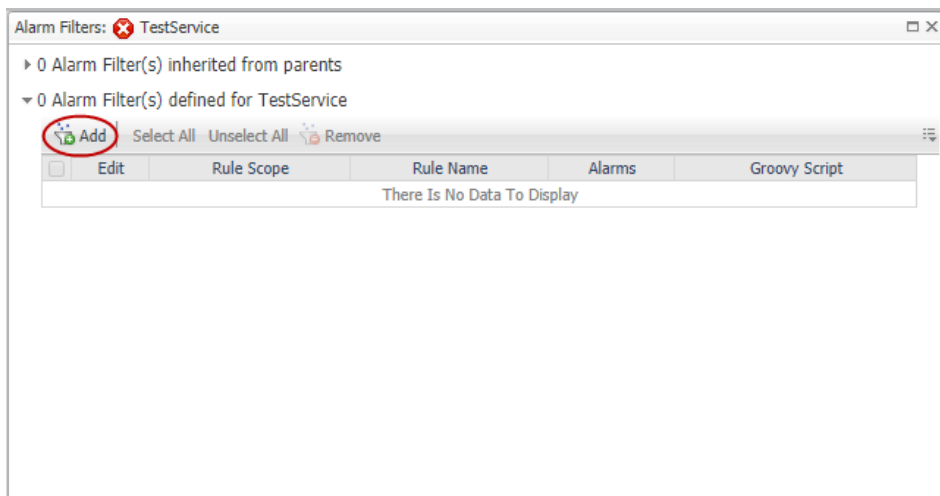 Alarm Filters: TestService
0 Alarm Filter(s) inherited from parents
0 Alarm Filter(s) defined for TestService
Add Select All Unselect All Remove
Edit Rule Scope Rule Name Alarms Groovy Script
There Is No Data To Display